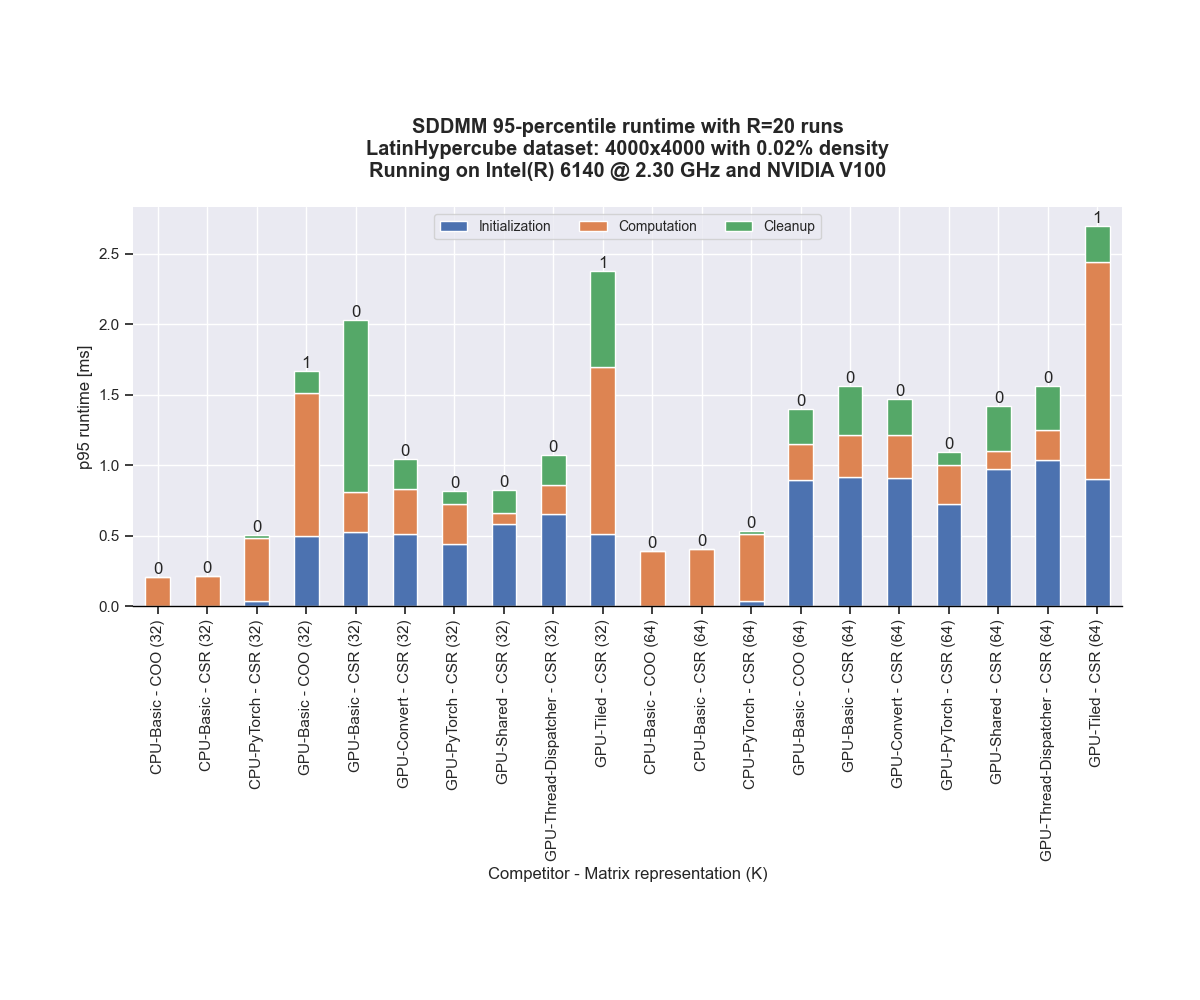 SDDMM 95-percentile runtime with R=20 runs
LatinHypercube dataset: 4000x4000 with 0.02% density
Running on Intel(R) 6140 @ 2.30 GHz and NVIDIA V100
Initialization Computation Cleanup
p95 runtime [ms]
2.5
2.0
1.5
1.0
0.5
0.0
0 0 0 1 0 0 0 0 0 1 0 0 0 0 0 0 0 0 0 1
CPU-Basic - COO (32)
CPU-Basic - CSR (32)
CPU-PyTorch - CSR (32)
GPU-Basic - COO (32)
GPU-Basic - CSR (32)
GPU-Convert - CSR (32)
GPU-PyTorch - CSR (32)
GPU-Shared - CSR (32)
GPU-Thread-Dispatcher - CSR (32)
GPU-Tiled - CSR (32)
CPU-Basic - COO (64)
CPU-Basic - CSR (64)
CPU-PyTorch - CSR (64)
GPU-Basic - COO (64)
GPU-Basic - CSR (64)
GPU-Convert - CSR (64)
GPU-PyTorch - CSR (64)
GPU-Shared - CSR (64)
GPU-Thread-Dispatcher - CSR (64)
GPU-Tiled - CSR (64)
Competitor - Matrix representation (K)